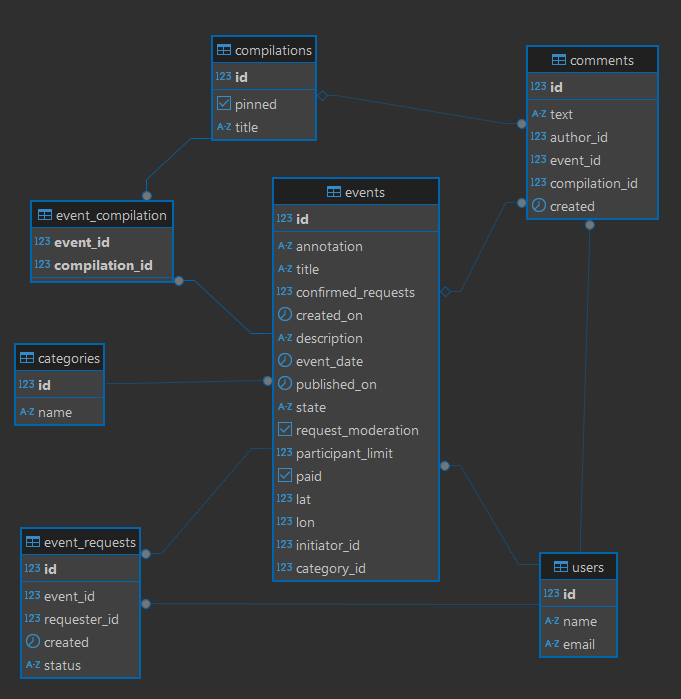 compilations
123 id
pinned
A-Z title
comments
123 id
A-Z text
123 author_id
123 event_id
123 compilation_id
created
event_compilation
123 event_id
123 compilation_id
events
123 id
A-Z annotation
A-Z title
123 confirmed_requests
created_on
A-Z description
event_date
published_on
A-Z state
request_moderation
123 participant_limit
paid
123 lat
123 lon
123 initiator_id
123 category_id
categories
123 id
A-Z name
event_requests
123 id
123 event_id
123 requester_id
created
A-Z status
users
123 id
A-Z name
A-Z email